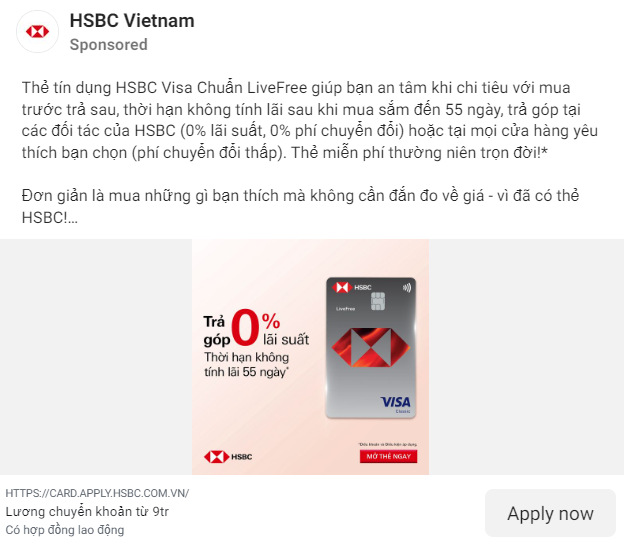 HSBC Vietnam
Sponsored
Thẻ tín dụng HSBC Visa Chuẩn LiveFree giúp bạn an tâm khi chi tiêu với mua
trước trả sau, thời hạn không tính lãi sau khi mua sắm đến 55 ngày, trả góp tại
các đối tác của HSBC (0% lãi suất, 0% phí chuyển đổi) hoặc tại mọi cửa hàng yêu
thích bạn chọn (phí chuyển đổi thấp). Thẻ miễn phí thường niên trọn đời!*
Đơn giản là mua những gì bạn thích mà không cần đắn đo về giá - vì đã có thẻ
HSBC!...
Trả góp 0% lãi suất
Thời hạn không
tính lãi 55 ngày*
HSBC
LiveFree
VISA
Classic
*Điều khoản và Điều kiện áp dụng
MỞ THẺ NGAY
HSBC
HTTPS://CARD.APPLY.HSBC.COM.VN/
Lương chuyển khoản từ 9tr
Có hợp đồng lao động
Apply now